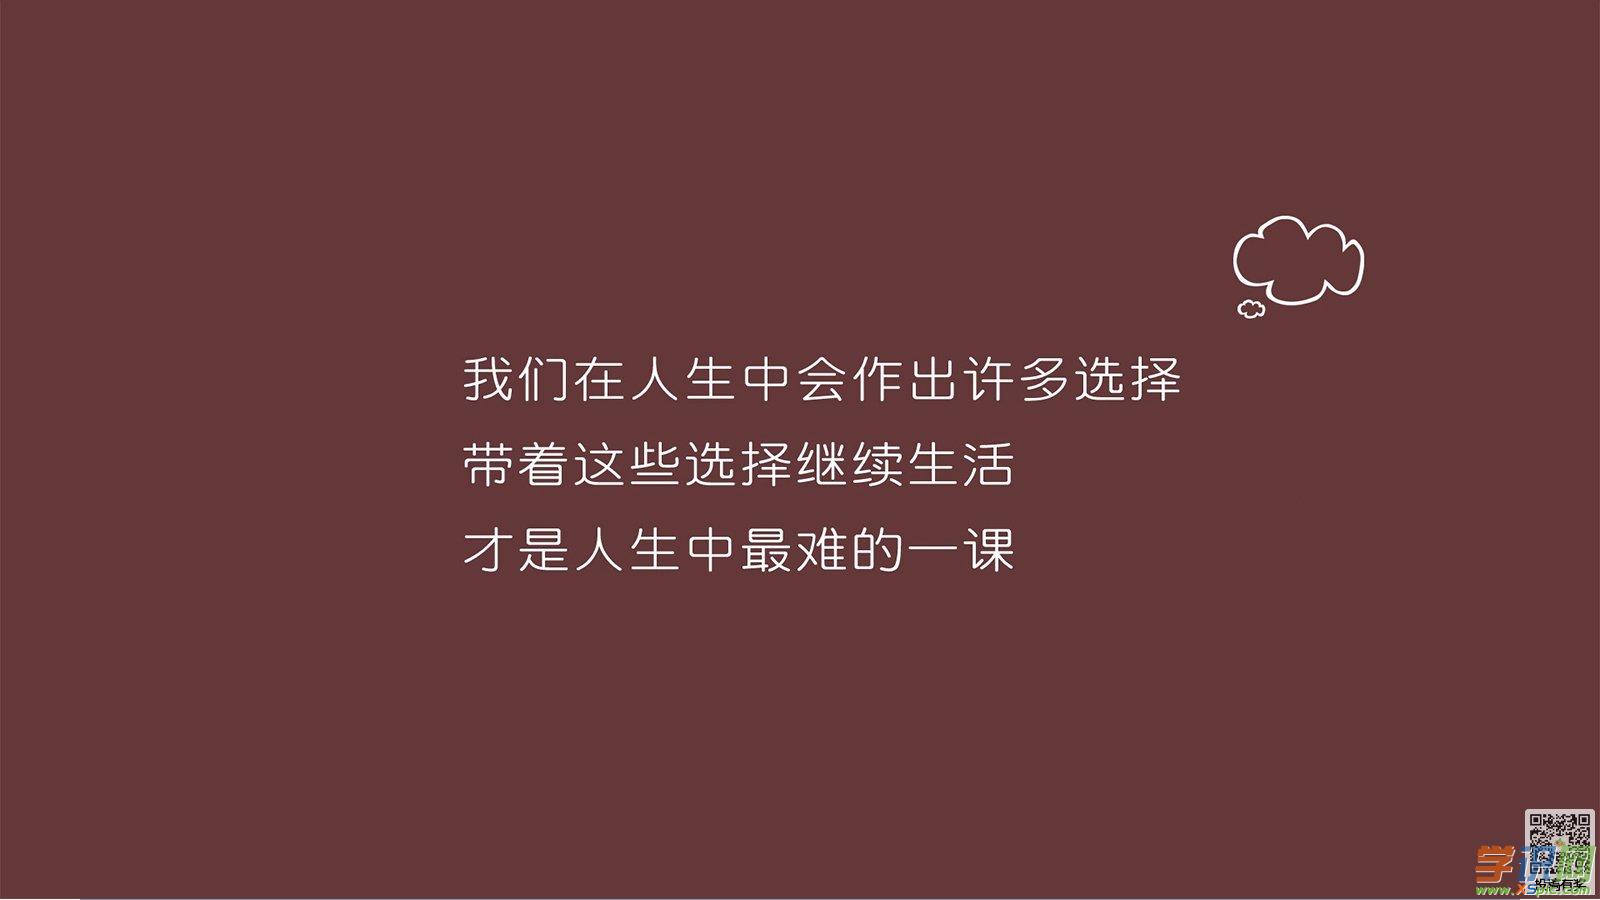 我们在人生中会作出许多选择
带着这些选择继续生活
才是人生中最难的一课
学识网